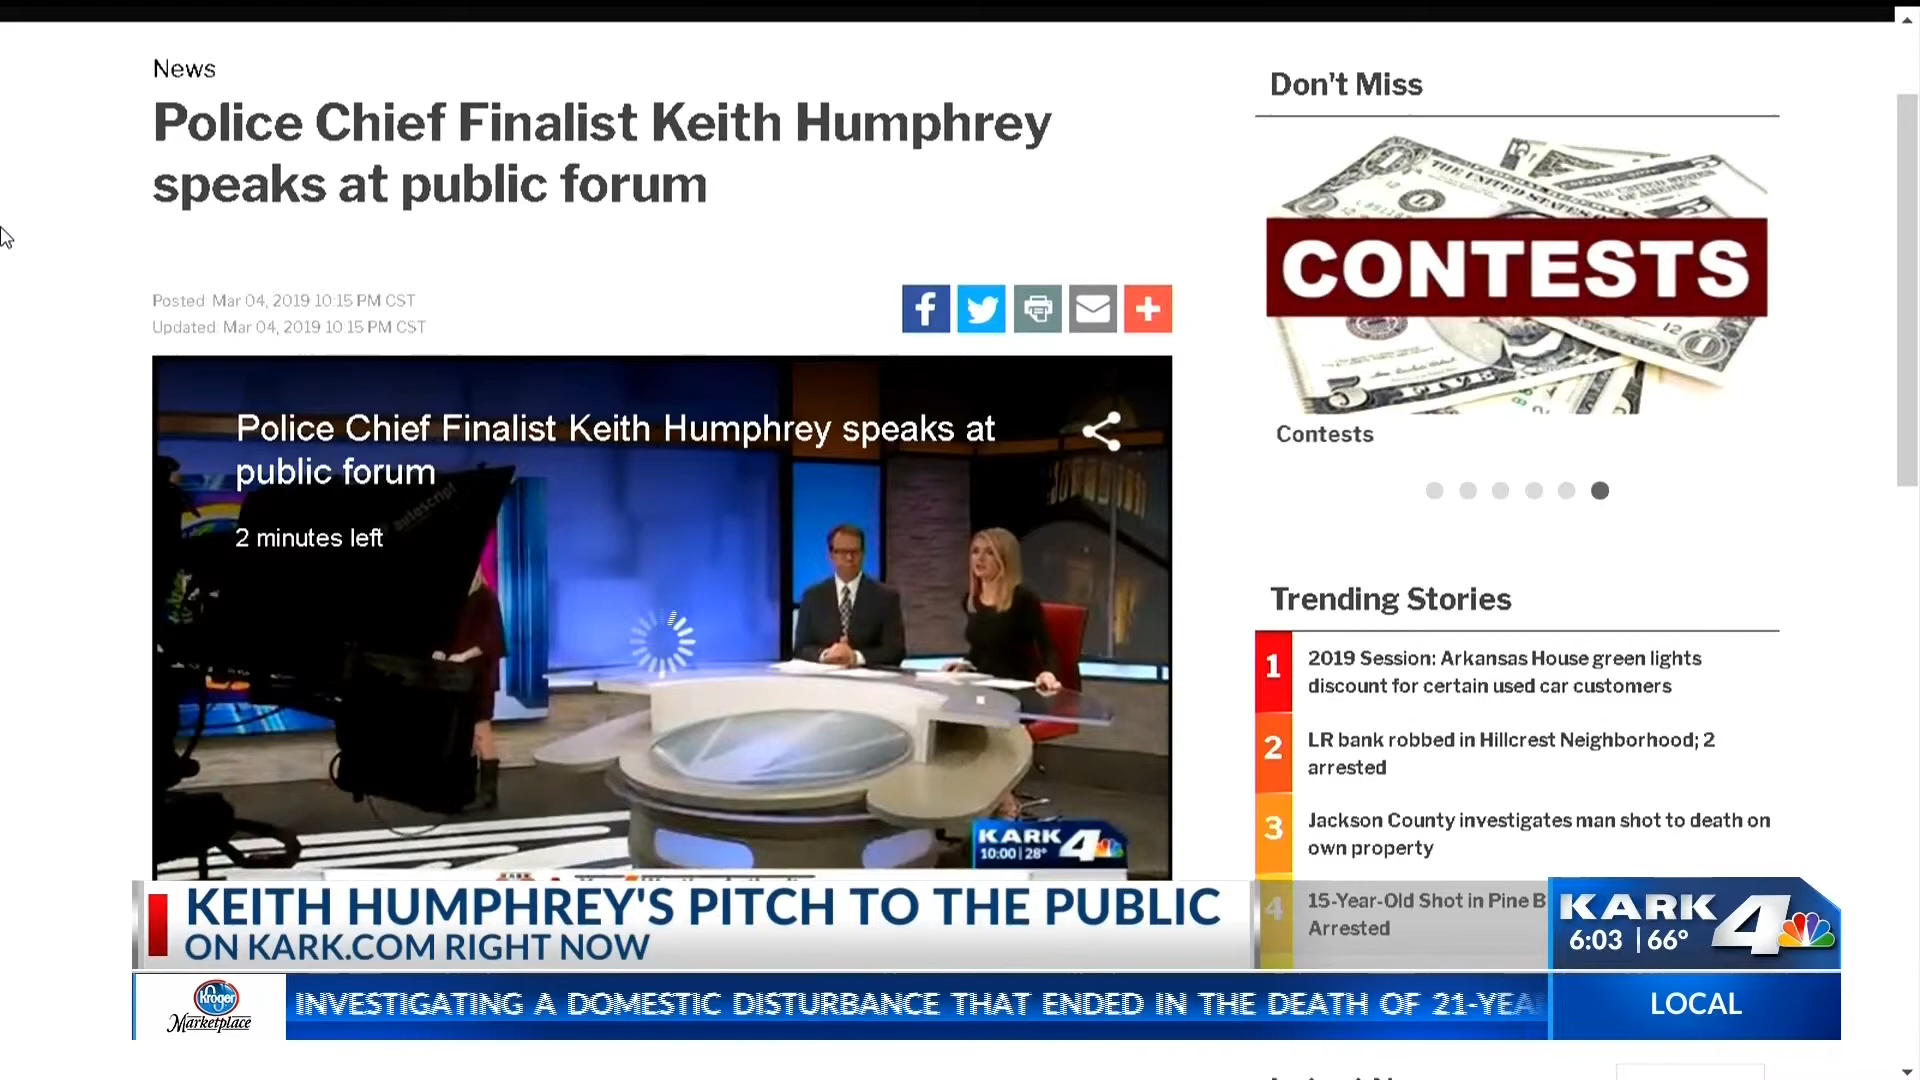 News
Police Chief Finalist Keith Humphrey
speaks at public forum
Posted: Mar 04, 2019 10:15 PM CST
Updated: Mar 04, 2019 10:15 PM CST
Police Chief Finalist Keith Humphrey speaks at
public forum
2 minutes left
autoscript
KARK 4
10:00 | 28°
Don't Miss
THE UNITED STATES
CONTESTS
Contests
Trending Stories
1
2019 Session: Arkansas House green lights
discount for certain used car customers
2
LR bank robbed in Hillcrest Neighborhood; 2
arrested
3
Jackson County investigates man shot to death on
own property
4
15-Year-Old Shot in Pine B
Arrested
KEITH HUMPHREY'S PITCH TO THE PUBLIC
ON KARK.COM RIGHT NOW
KARK 4
6:03 | 66°
Kroger
Marketplace
INVESTIGATING A DOMESTIC DISTURBANCE THAT ENDED IN THE DEATH OF 21-YEA
LOCAL